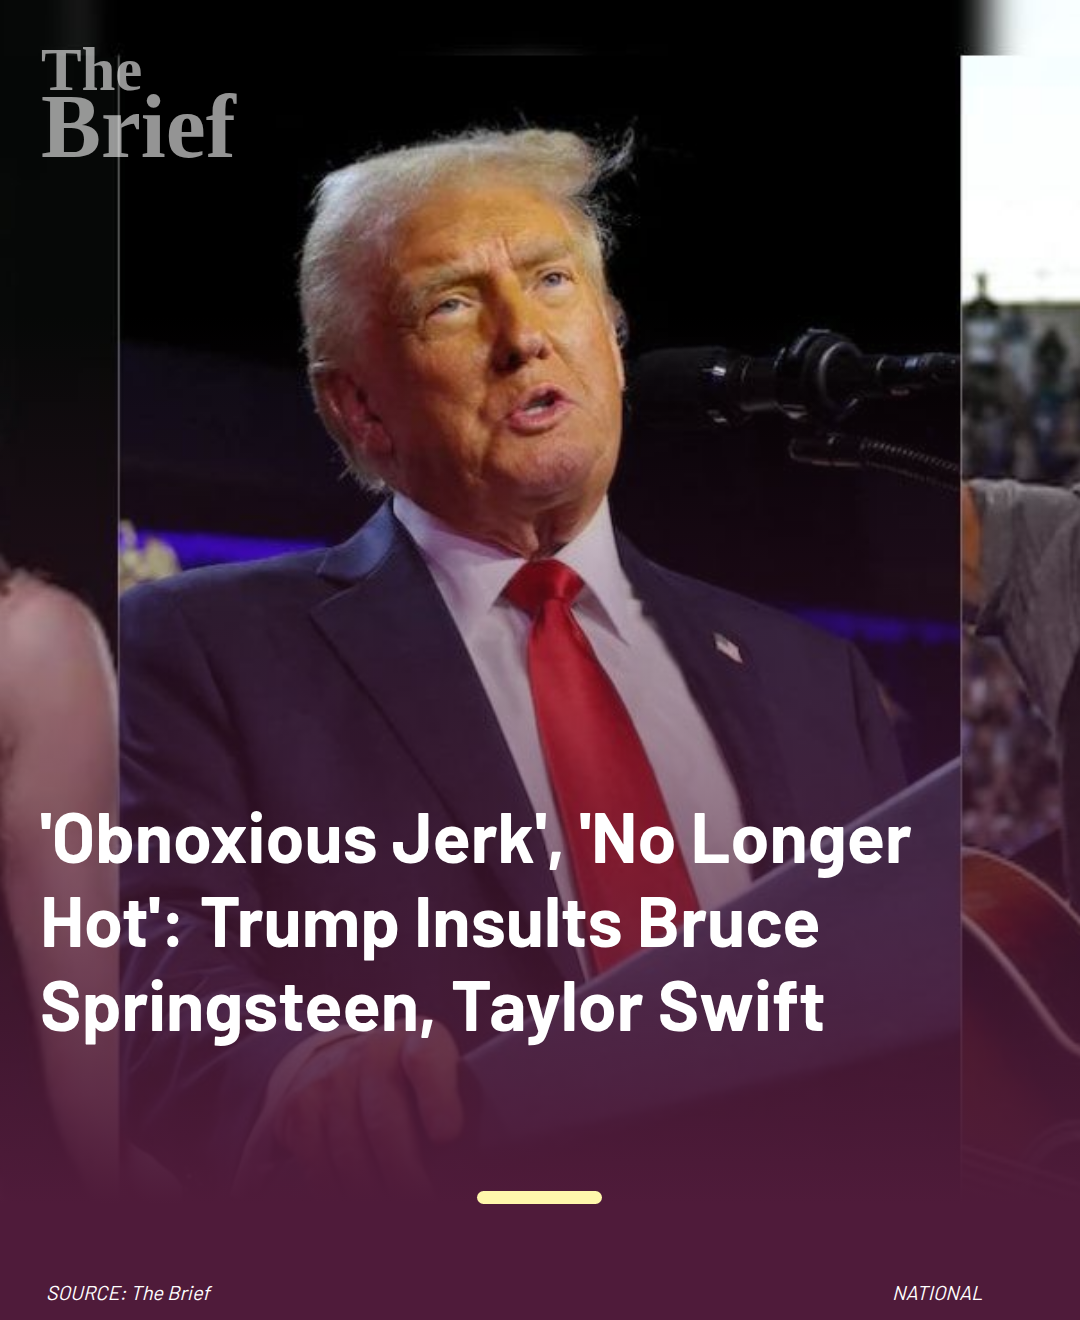 The
Brief
'Obnoxious Jerk', 'No Longer
Hot': Trump Insults Bruce
Springsteen, Taylor Swift
SOURCE: The Brief
NATIONAL